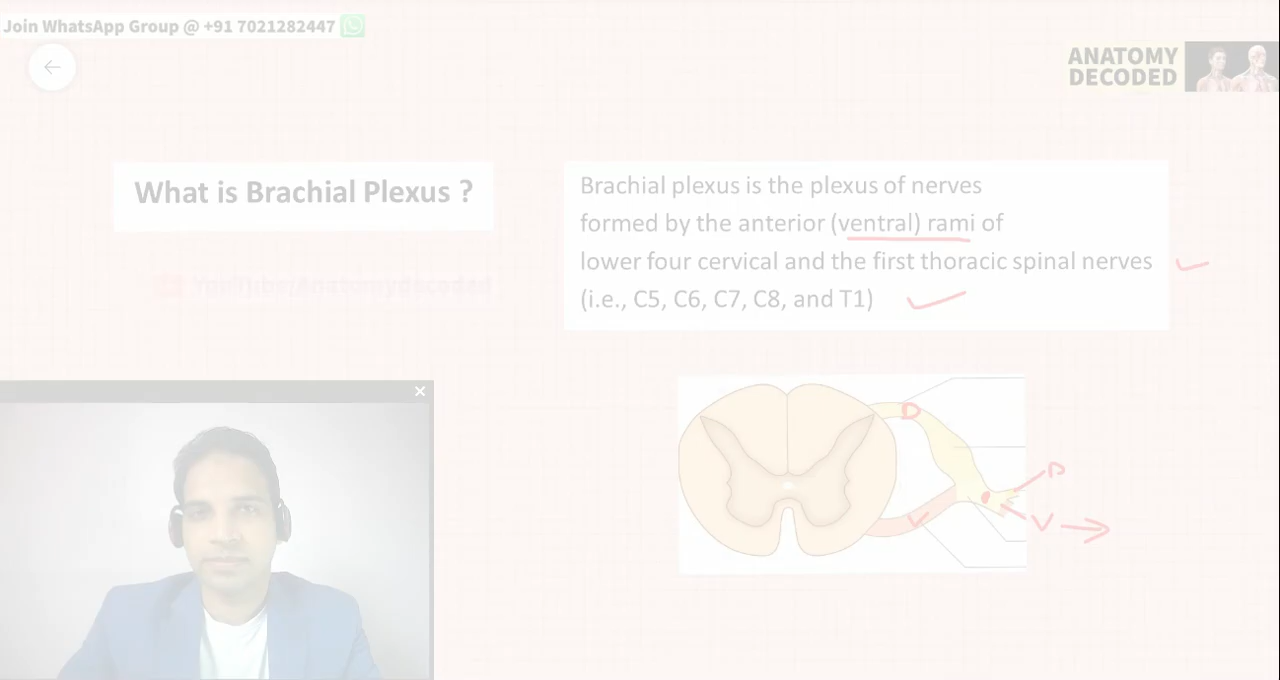 Join WhatsApp Group @ +91 7021282447
ANATOMY
DECODED
What is Brachial Plexus ?
YouTube/Anatomydecoded
Brachial plexus is the plexus of nerves
formed by the anterior (ventral) rami of
lower four cervical and the first thoracic spinal nerves
(i.e., C5, C6, C7, C8, and T1)
D
D
V
V